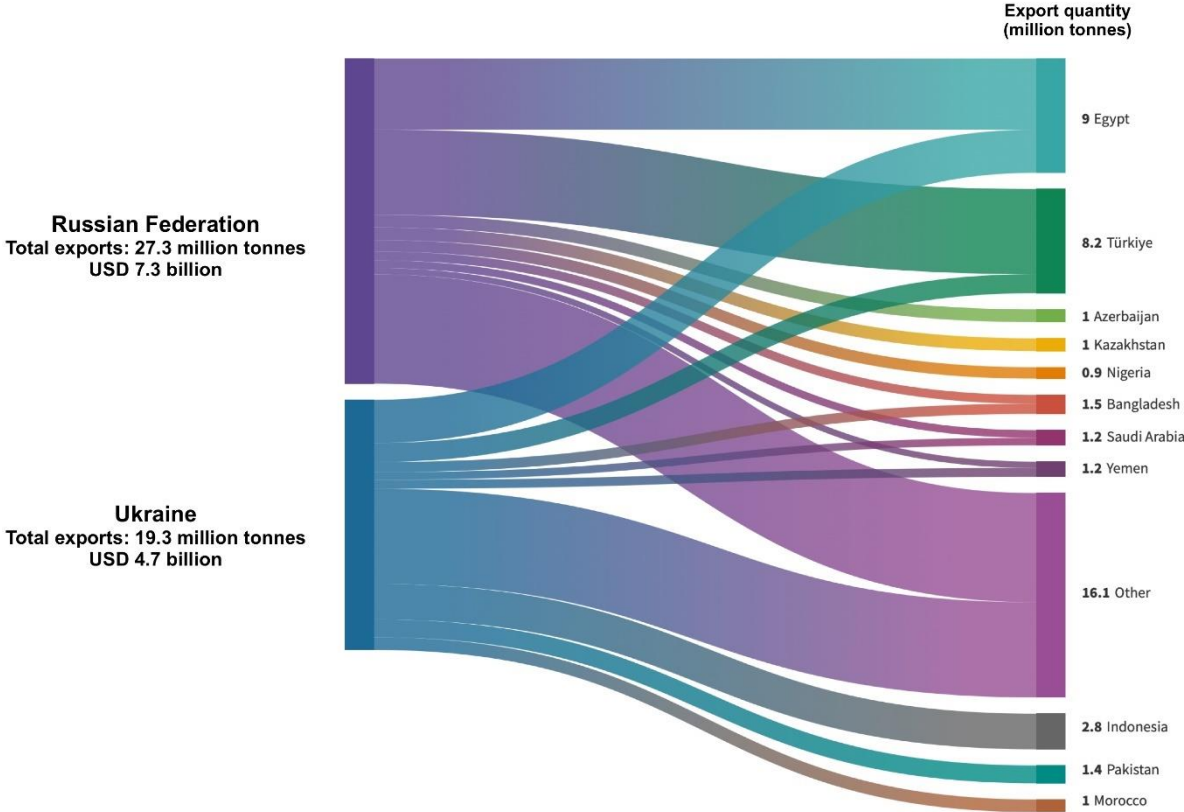 Export quantity
(million tonnes)
Russian Federation
Total exports: 27.3 million tonnes
USD 7.3 billion
Ukraine
Total exports: 19.3 million tonnes
USD 4.7 billion
9 Egypt
8.2 Türkiye
1 Azerbaijan
1 Kazakhstan
0.9 Nigeria
1.5 Bangladesh
1.2 Saudi Arabia
1.2 Yemen
16.1 Other
2.8 Indonesia
1.4 Pakistan
1 Morocco